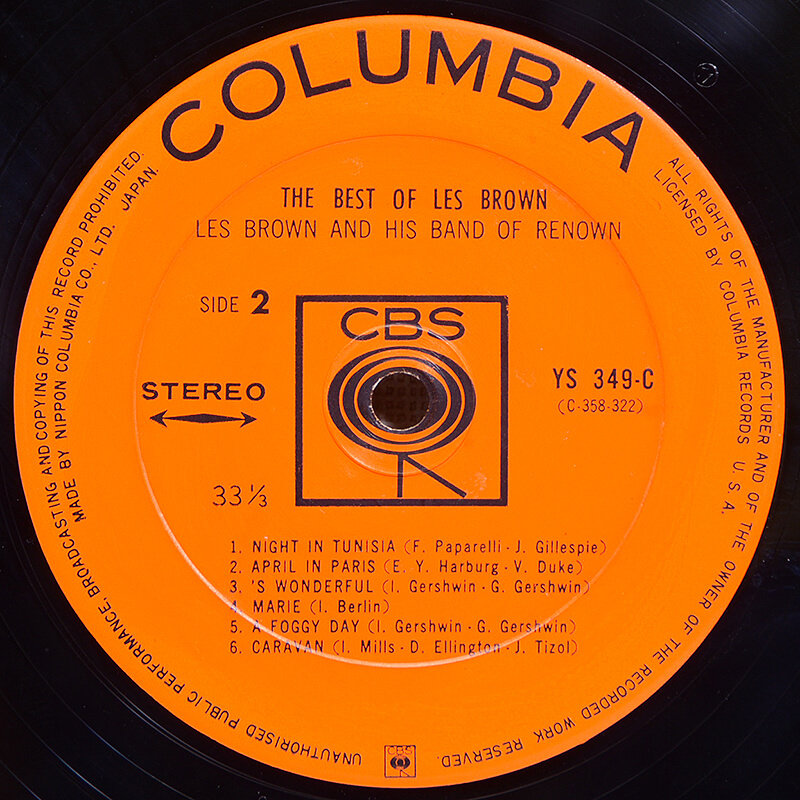 COLUMBIA
THE BEST OF LES BROWN
LES BROWN AND HIS BAND OF RENOWN
SIDE 2
CBS
STEREO
YS 349-C
(C-358-322)
33 1/3
1. NIGHT IN TUNISIA (F. Paparelli - J. Gillespie)
2. APRIL IN PARIS (E. Y. Harburg - V. Duke)
3. 'S WONDERFUL (I. Gershwin - G. Gershwin)
4. MARIE (I. Berlin)
5. A FOGGY DAY (I. Gershwin - G. Gershwin)
6. CARAVAN (I. Mills - D. Ellington - J. Tizol)
UNAUTHORISED PUBLIC PERFORMANCE, BROADCASTING AND COPYING OF THIS RECORD PROHIBITED.
MADE BY NIPPON COLUMBIA CO., LTD. JAPAN.
ALL RIGHTS OF THE MANUFACTURER AND OF THE OWNER OF THE RECORDED WORK RESERVED.
LICENSED BY COLUMBIA RECORDS U. S. A.
CBS